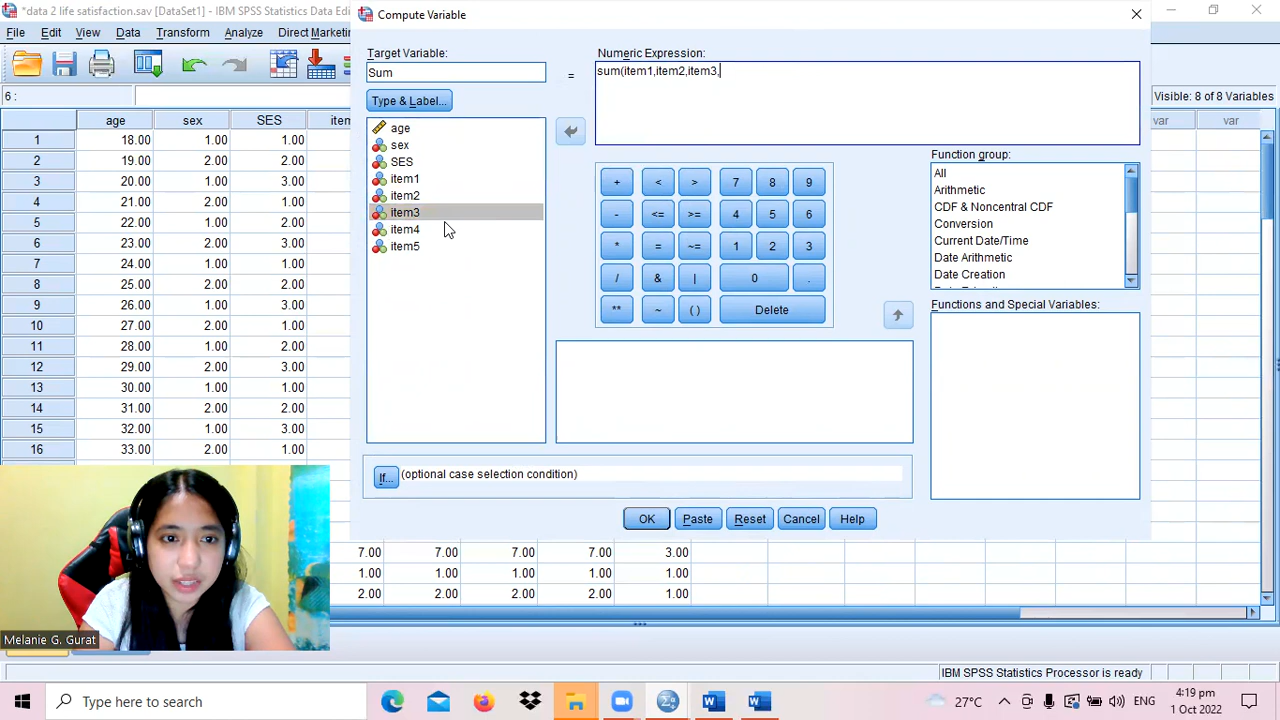 *data 2 life satisfaction.sav [DataSet1] - IBM SPSS Statistics Data Edi
Compute Variable
File Edit View Data Transform Analyze Direct Marketin
Target Variable:
Numeric Expression:
Sum
=
sum(item1,item2,item3,
6 :
Visible: 8 of 8 Variables
Type & Label...
age sex SES item var var
age
sex
SES
item1
item2
item3
item4
item5
+ < > 7 8 9
- <= >= 4 5 6
* = ~= 1 2 3
/ & | 0 .
** ~ ( ) Delete
Function group:
All
Arithmetic
CDF & Noncentral CDF
Conversion
Current Date/Time
Date Arithmetic
Date Creation
Functions and Special Variables:
1 18.00 1.00 1.00
2 19.00 2.00 2.00
3 20.00 1.00 3.00
4 21.00 2.00 1.00
5 22.00 1.00 2.00
6 23.00 2.00 3.00
7 24.00 1.00 1.00
8 25.00 2.00 2.00
9 26.00 1.00 3.00
10 27.00 2.00 1.00
11 28.00 1.00 2.00
12 29.00 2.00 3.00
13 30.00 1.00 1.00
14 31.00 2.00 2.00
15 32.00 1.00 3.00
16 33.00 2.00 1.00
If... (optional case selection condition)
OK Paste Reset Cancel Help
7.00 7.00 7.00 7.00 3.00
1.00 1.00 1.00 1.00 1.00
2.00 2.00 2.00 2.00 1.00
Melanie G. Gurat
IBM SPSS Statistics Processor is ready
Type here to search
27°C
ENG
4:19 pm
1 Oct 2022